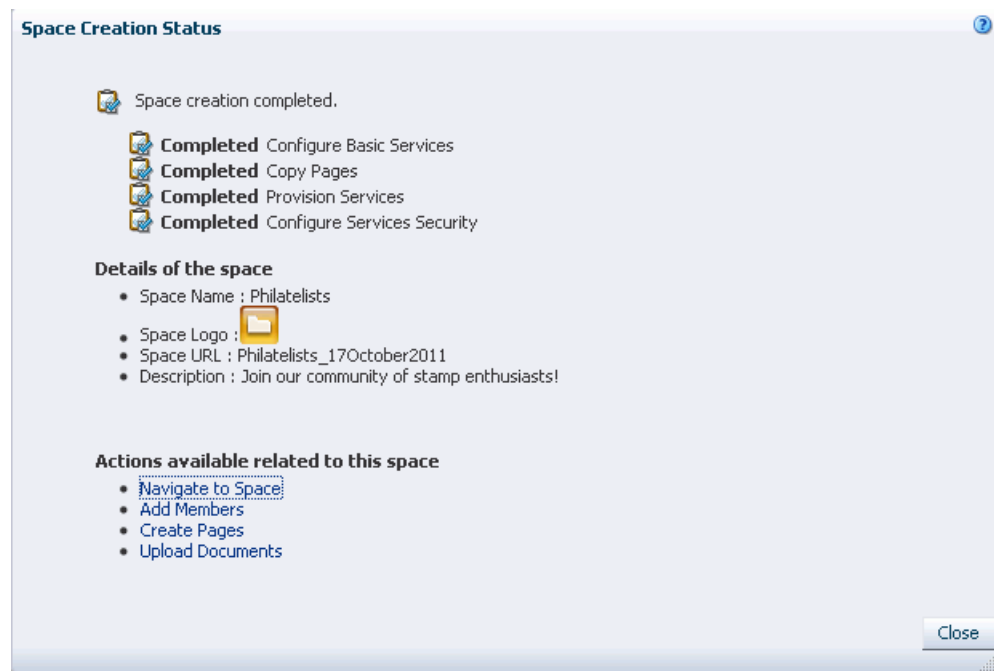 Space Creation Status
Space creation completed.
Completed Configure Basic Services
Completed Copy Pages
Completed Provision Services
Completed Configure Services Security
Details of the space
Space Name : Philatelists
Space Logo :
Space URL : Philatelists_17October2011
Description : Join our community of stamp enthusiasts!
Actions available related to this space
Navigate to Space
Add Members
Create Pages
Upload Documents
Close